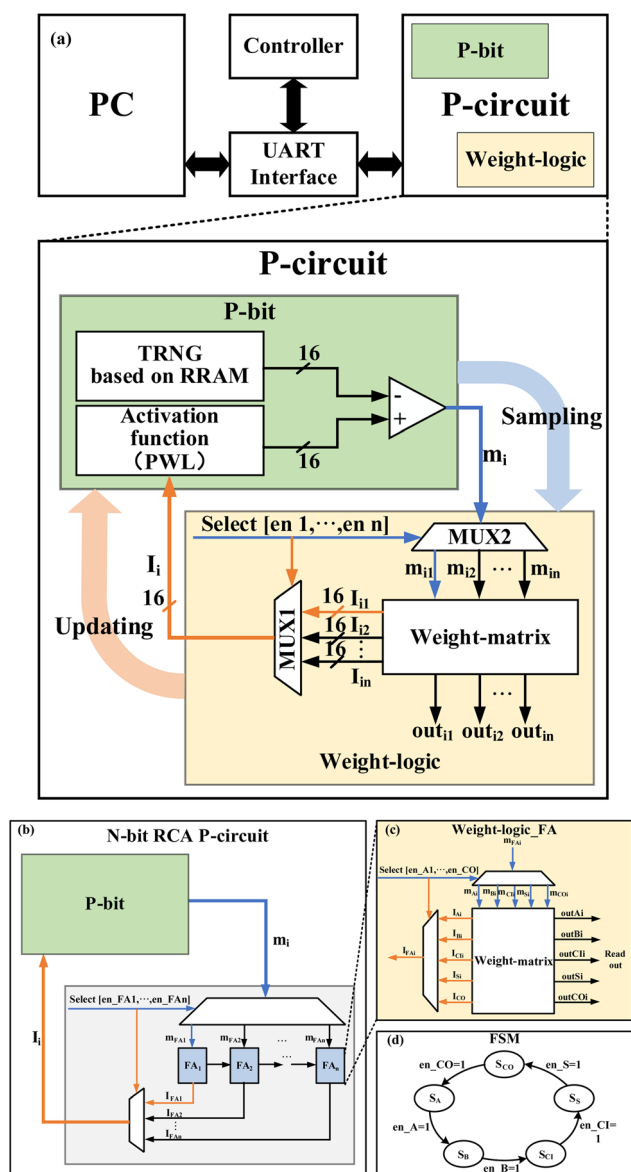 (a)
PC
Controller
UART
Interface
P-bit
P-circuit
Weight-logic
P-circuit
P-bit
TRNG
based on RRAM
16
-
Activation
function
(PWL)
16
+
Sampling
mi
Select [en 1,⋯,en n]
MUX2
Ii
mi1 mi2 ⋯ min
16
Updating
MUX1
16 Ii1
16 Ii2
16 ⋮
Iin
Weight-matrix
⋯
outi1 outi2 outin
Weight-logic
(b)
N-bit RCA P-circuit
P-bit
mi
Select [en_FA1,⋯,en_FAn]
Ii
mFA1 mFA2 ⋯ mFAn
FA1 FA2 ⋯ FAn
IFA1
IFA2
⋮
IFAn
(c)
Weight-logic_FA
mFAi
Select [en_A1,⋯,en_CO]
mAi mBi mCIi mSi mCOi
IAi
IBi
IFAi
ICIi
ISi
ICO
Weight-matrix
outAi
outBi
outCIi
outSi
outCOi
Read
out
(d)
FSM
en_CO=1 SCO en_S=1
SA SS
en_A=1 en_CI=
1
SB SCI
en_B=1